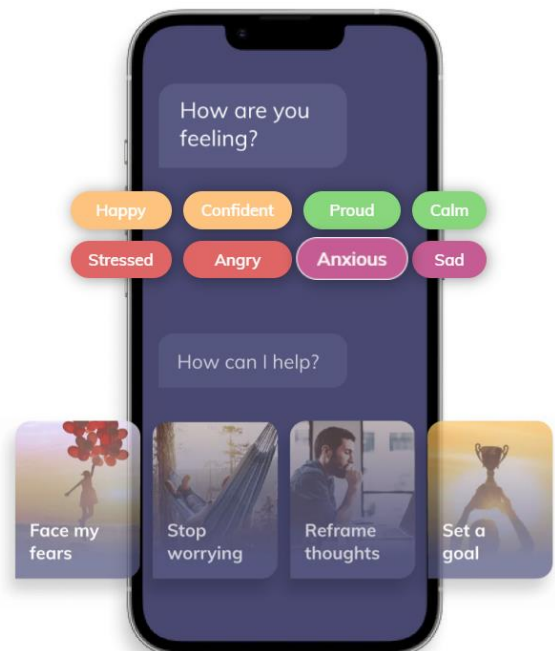 How are you
feeling?
Happy
Confident
Proud
Calm
Stressed
Angry
Anxious
Sad
How can I help?
Face my
fears
Stop
worrying
Reframe
thoughts
Set a
goal